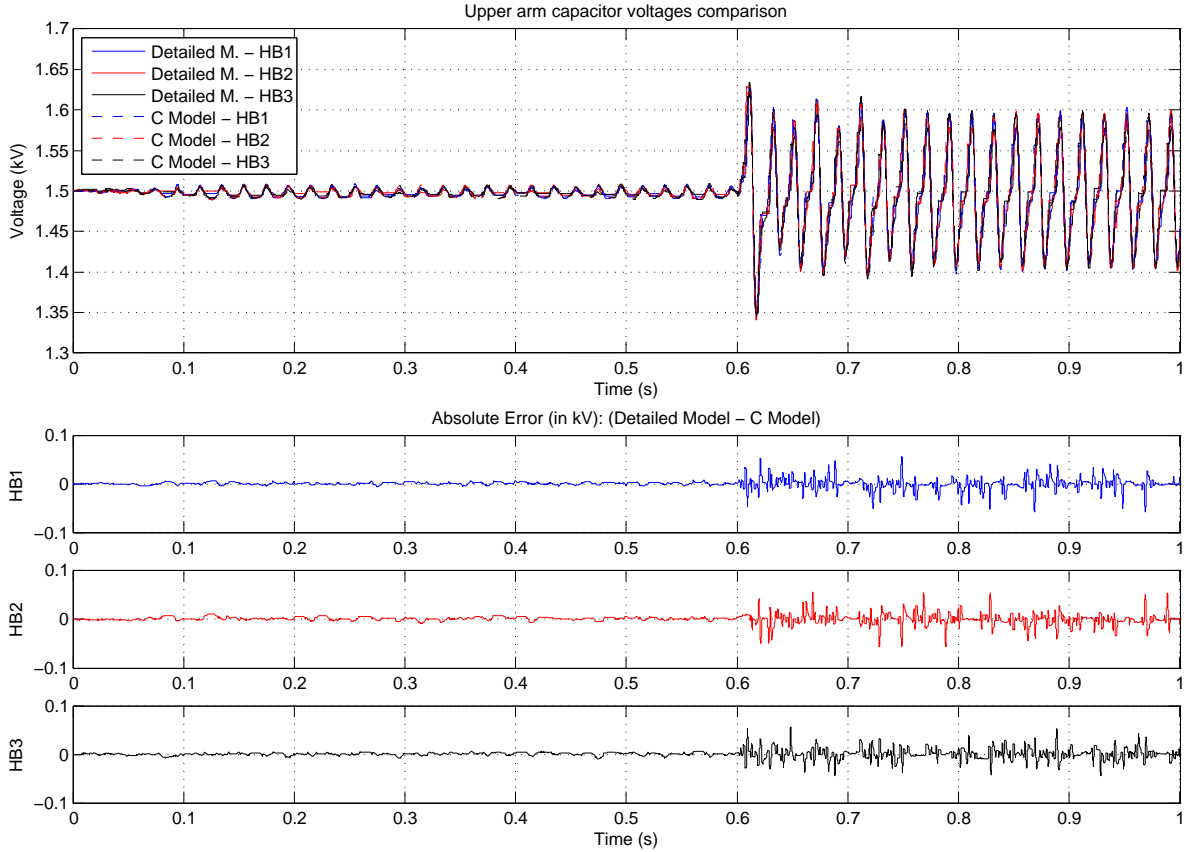 Upper arm capacitor voltages comparison
1.7
1.65
1.6
1.55
1.5
1.45
1.4
1.35
1.3
Voltage (kV)
Detailed M. − HB1
Detailed M. − HB2
Detailed M. − HB3
C Model − HB1
C Model − HB2
C Model − HB3
0 0.1 0.2 0.3 0.4 0.5 0.6 0.7 0.8 0.9 1
Time (s)
Absolute Error (in kV): (Detailed Model − C Model)
0.1
0
−0.1
HB1
0 0.1 0.2 0.3 0.4 0.5 0.6 0.7 0.8 0.9 1
0.1
0
−0.1
HB2
0 0.1 0.2 0.3 0.4 0.5 0.6 0.7 0.8 0.9 1
0.1
0
−0.1
HB3
0 0.1 0.2 0.3 0.4 0.5 0.6 0.7 0.8 0.9 1
Time (s)